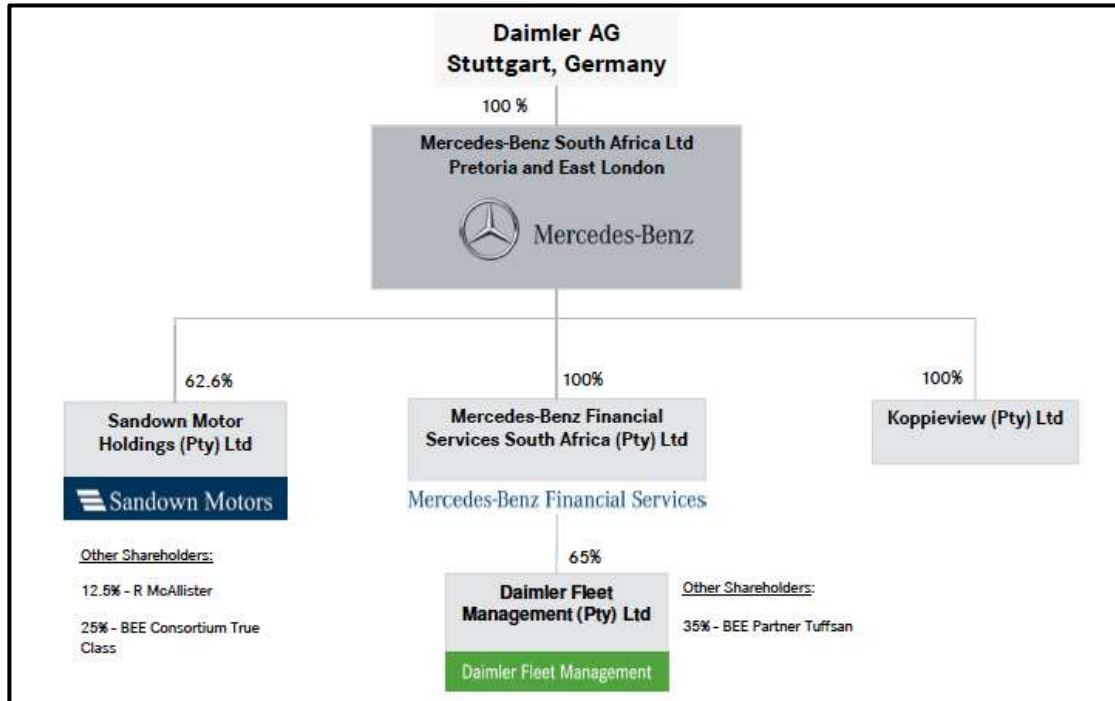 Daimler AG
Stuttgart, Germany
100 %
Mercedes-Benz South Africa Ltd
Pretoria and East London
Mercedes-Benz
62.6%
100%
100%
Sandown Motor
Holdings (Pty) Ltd
Mercedes-Benz Financial
Services South Africa (Pty) Ltd
Koppieview (Pty) Ltd
Sandown Motors
Mercedes-Benz Financial Services
Other Shareholders:
12.5% - R McAllister
25% - BEE Consortium True
Class
65%
Daimler Fleet
Management (Pty) Ltd
Daimler Fleet Management
Other Shareholders:
35% - BEE Partner Tuffsan